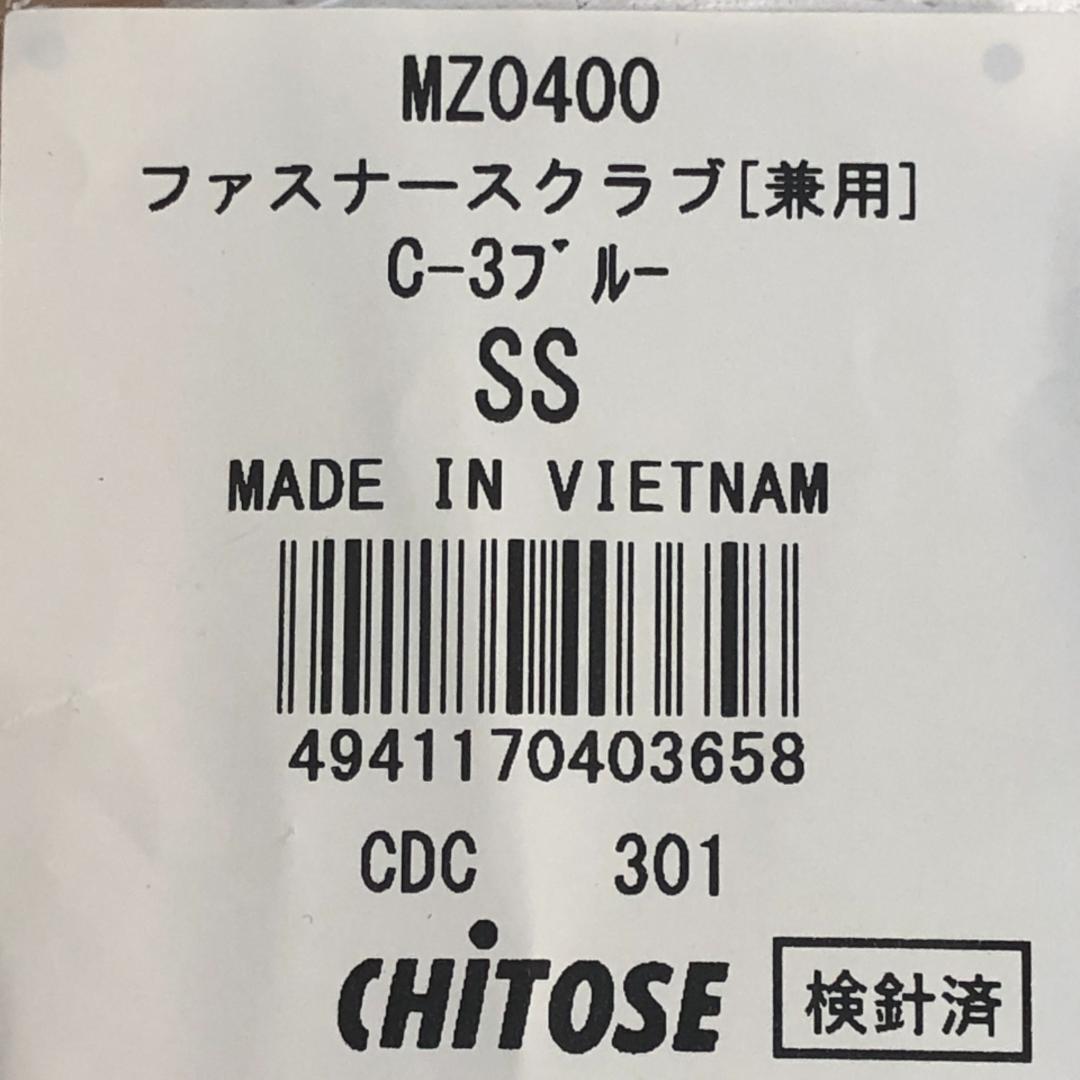 MZ0400
ファスナースクラブ[兼用]
C-3ﾌﾞﾙｰ
SS
MADE IN VIETNAM
4941170403658
CDC 301
CHiTOSE
検針済